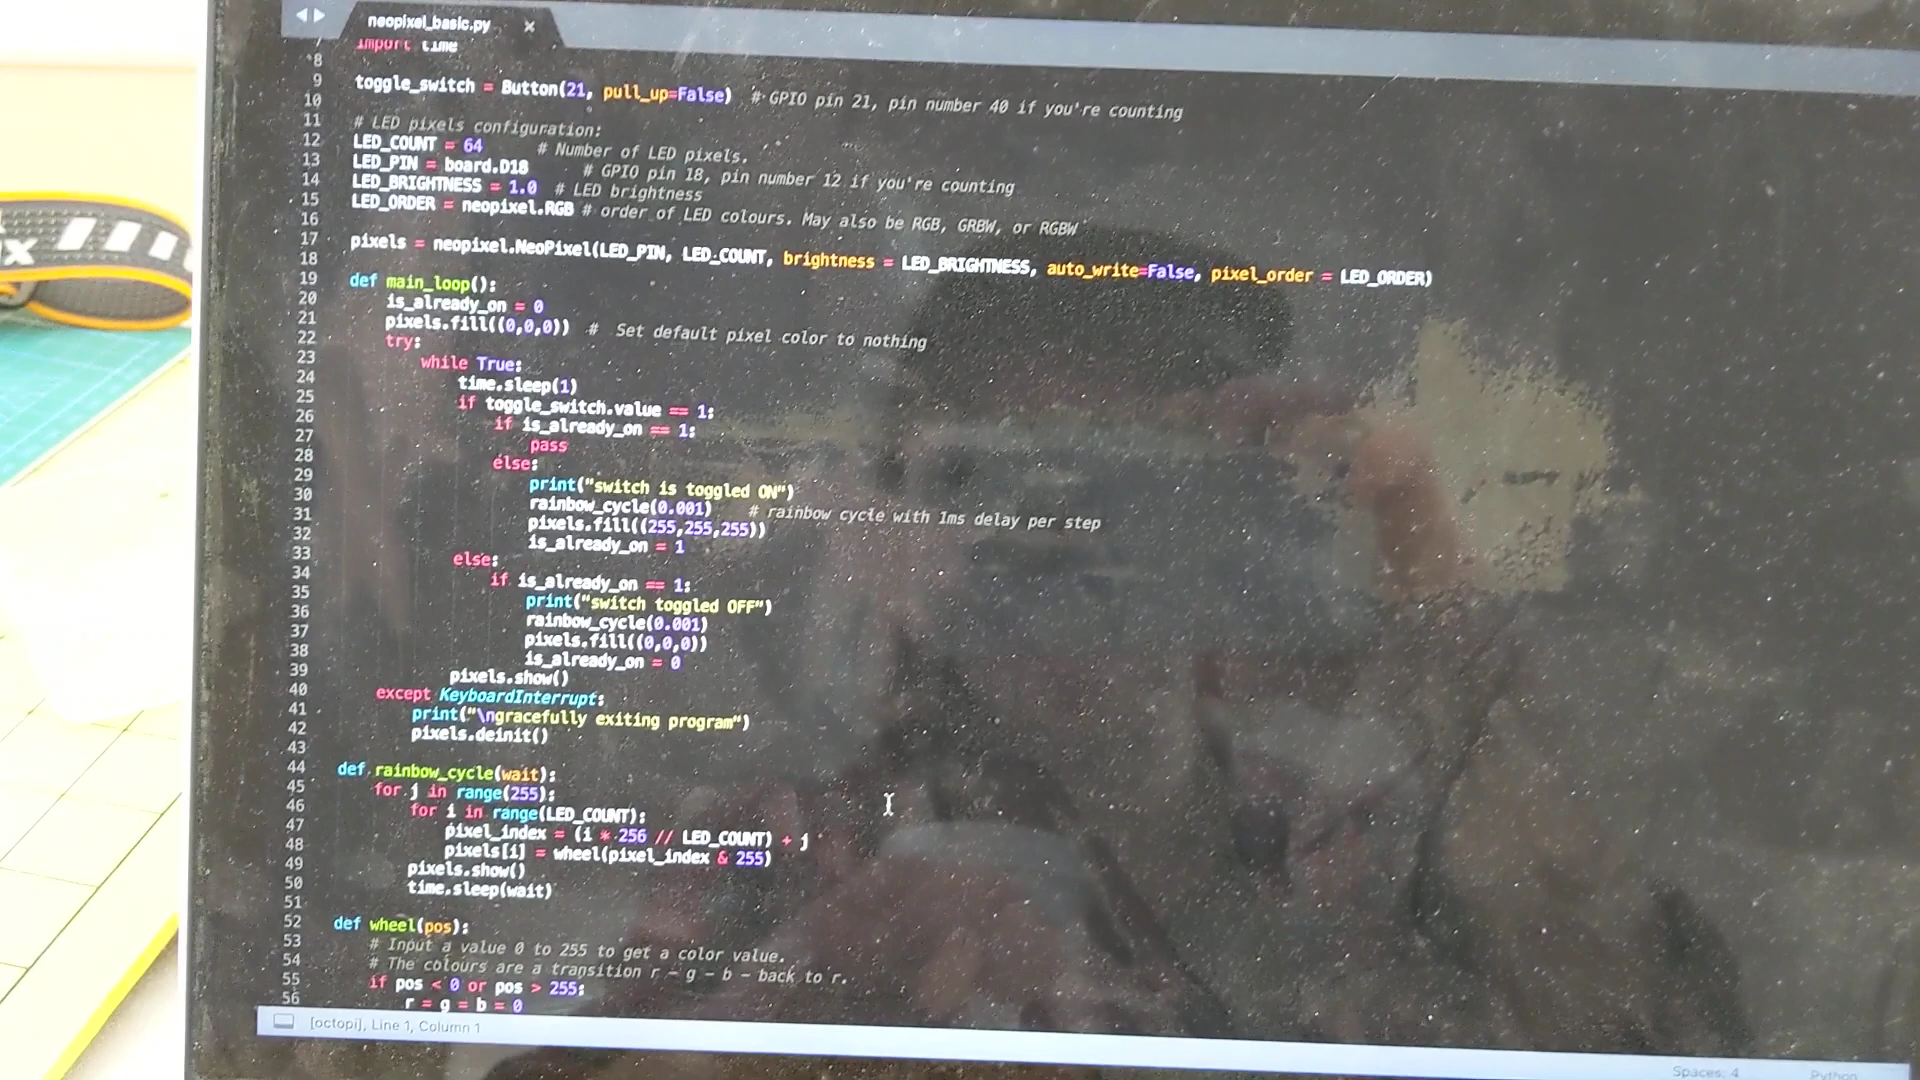 neopixel_basic.py ×
7 import time
8
9 toggle_switch = Button(21, pull_up=False) # GPIO pin 21, pin number 40 if you're counting
10
11 # LED pixels configuration:
12 LED_COUNT = 64 # Number of LED pixels.
13 LED_PIN = board.D18 # GPIO pin 18, pin number 12 if you're counting
14 LED_BRIGHTNESS = 1.0 # LED brightness
15 LED_ORDER = neopixel.RGB # order of LED colours. May also be RGB, GRBW, or RGBW
16
17 pixels = neopixel.NeoPixel(LED_PIN, LED_COUNT, brightness = LED_BRIGHTNESS, auto_write=False, pixel_order = LED_ORDER)
18
19 def main_loop():
20 is_already_on = 0
21 pixels.fill((0,0,0)) # Set default pixel color to nothing
22 try:
23 while True:
24 time.sleep(1)
25 if toggle_switch.value == 1:
26 if is_already_on == 1:
27 pass
28 else:
29 print("switch is toggled ON")
30 rainbow_cycle(0.001) # rainbow cycle with 1ms delay per step
31 pixels.fill((255,255,255))
32 is_already_on = 1
33 else:
34 if is_already_on == 1:
35 print("switch toggled OFF")
36 rainbow_cycle(0.001)
37 pixels.fill((0,0,0))
38 is_already_on = 0
39 pixels.show()
40 except KeyboardInterrupt:
41 print("\ngracefully exiting program")
42 pixels.deinit()
43
44 def rainbow_cycle(wait):
45 for j in range(255):
46 for i in range(LED_COUNT):
47 pixel_index = (i * 256 // LED_COUNT) + j
48 pixels[i] = wheel(pixel_index & 255)
49 pixels.show()
50 time.sleep(wait)
51
52 def wheel(pos):
53 # Input a value 0 to 255 to get a color value.
54 # The colours are a transition r - g - b - back to r.
55 if pos < 0 or pos > 255:
56 r = g = b = 0
[octopi], Line 1, Column 1
Spaces: 4 Python